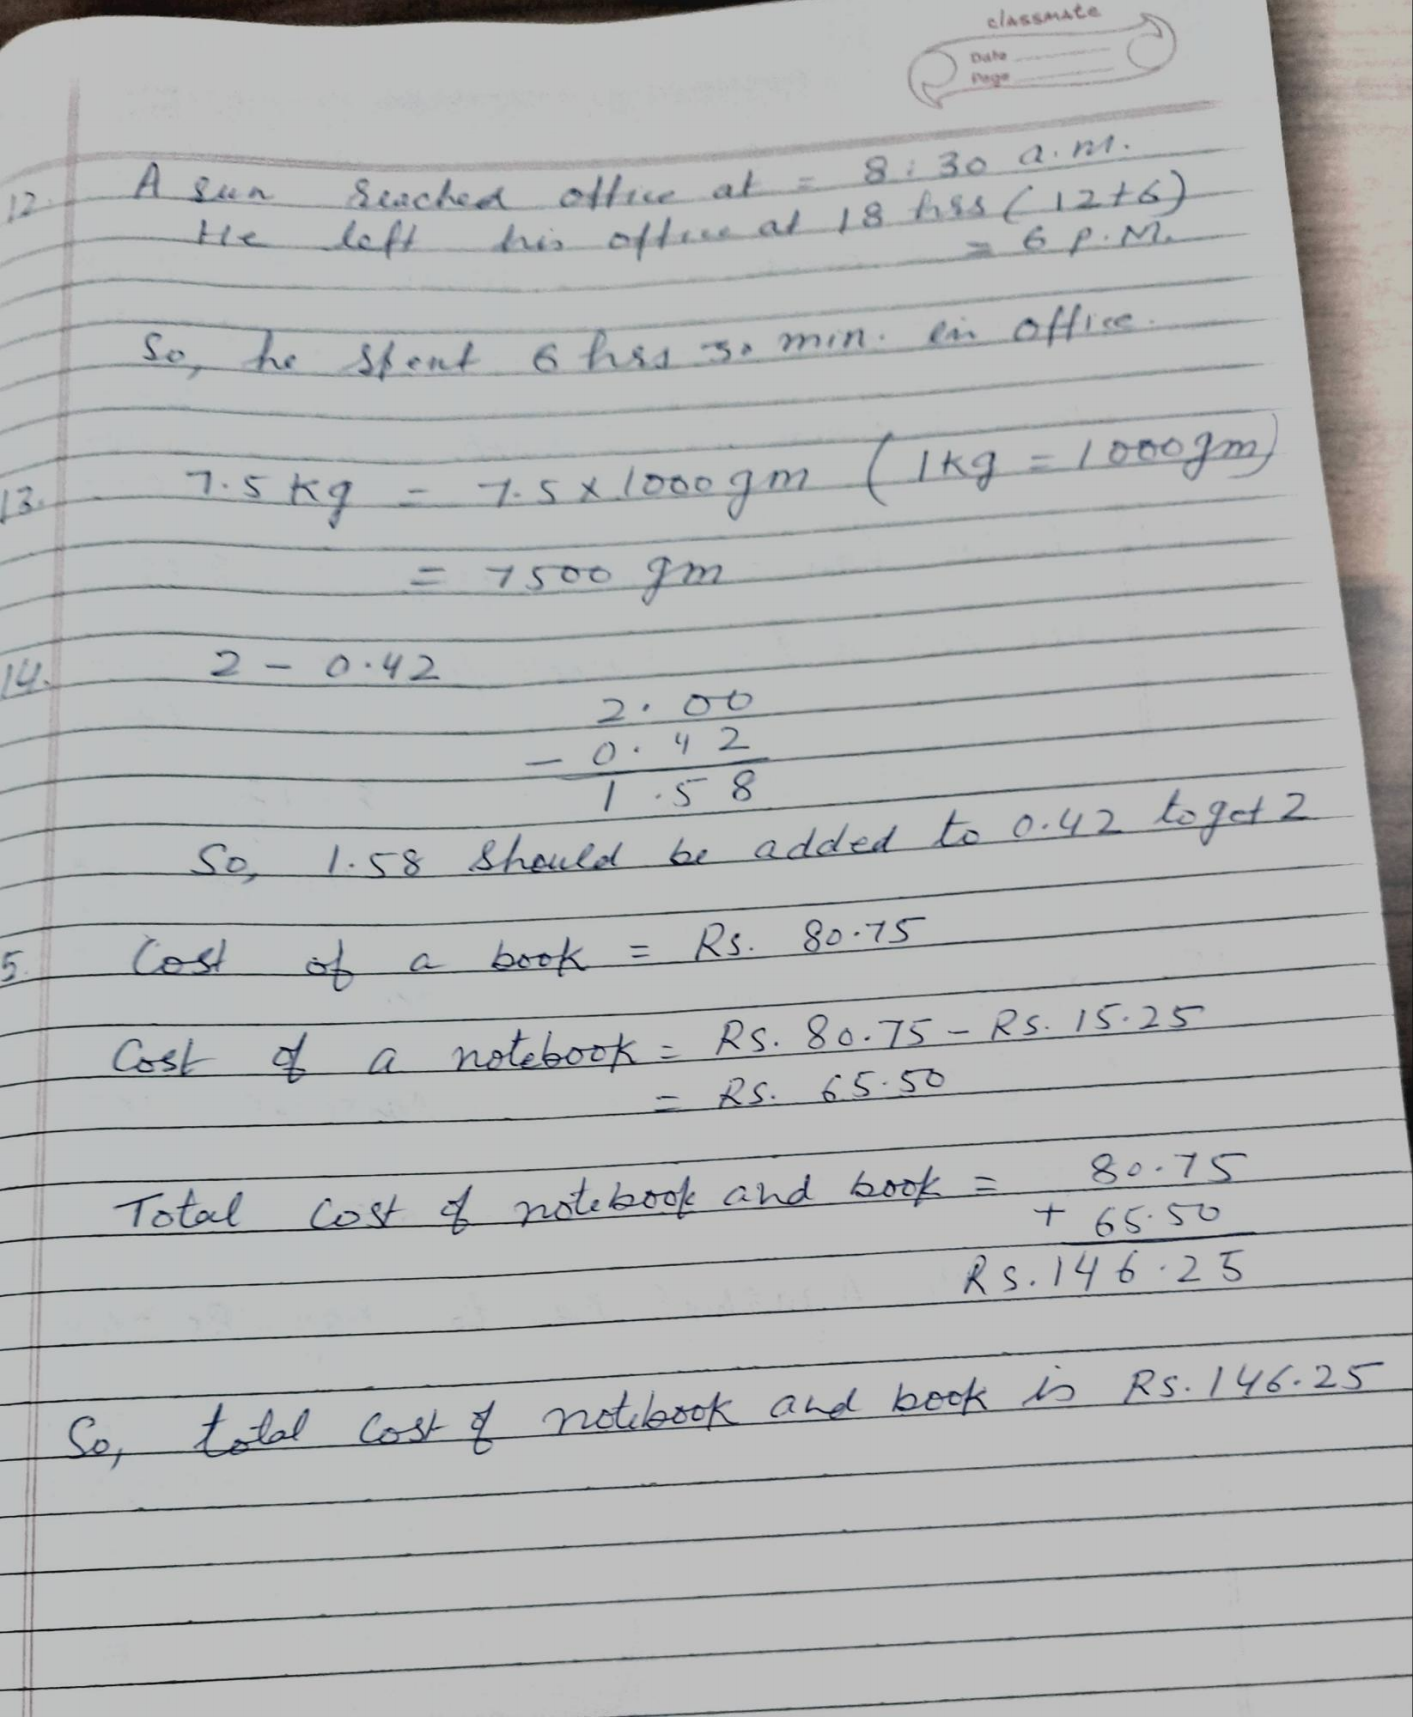 classmate
Date
Page
12. A sun reached office at = 8:30 a.m.
He left his office at 18 hrs (12+6)
= 6 P.M.
So, he spent 6 hrs 30 min. in office.
13. 7.5 kg = 7.5 x 1000 gm (1kg = 1000gm)
= 7500 gm
14. 2 - 0.42
2.00
- 0.42
1.58
So, 1.58 should be added to 0.42 to get 2
5. Cost of a book = Rs. 80.75
Cost of a notebook = Rs. 80.75 - Rs. 15.25
= RS. 65.50
Total cost of notebook and book = 80.75
+ 65.50
Rs. 146.25
So, total cost of notebook and book is Rs. 146.25